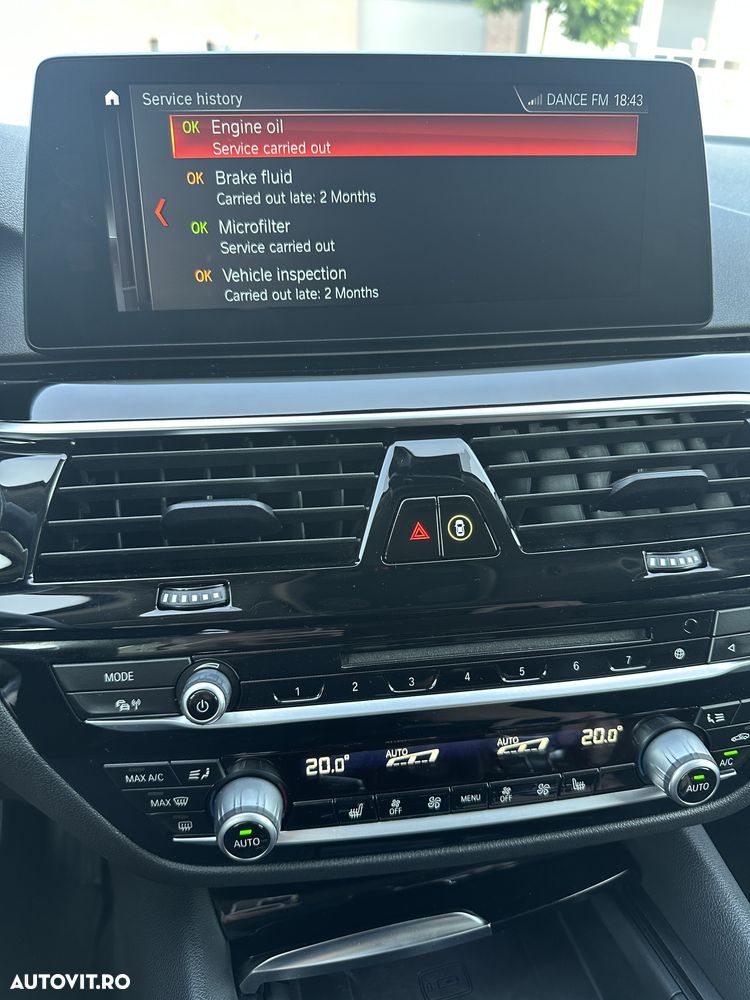 Service history
DANCE FM 18:43
OK Engine oil
Service carried out
OK Brake fluid
Carried out late: 2 Months
OK Microfilter
Service carried out
OK Vehicle inspection
Carried out late: 2 Months
MODE
1 2 3 4 5 6 7
20.0° AUTO AUTO 20.0°
MAX A/C
A/C
MAX
OFF MENU OFF
AUTO
AUTO
AUTOVIT.RO